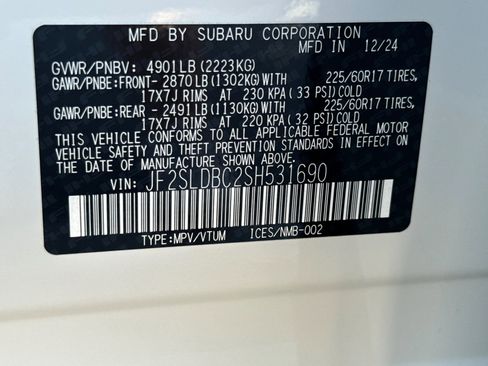 MFD BY SUBARU CORPORATION
MFD. IN 12/24
GVWR/PNBV: 4901LB (2223KG)
GAWR/PNBE:FRONT- 2870LB(1302KG)WITH 225/60R17 TIRES,
17X7J RIMS AT 230 KPA (33 PSI)COLD
GAWR/PNBE:REAR - 2491LB(1130KG)WITH 225/60R17 TIRES,
17X7J RIMS AT 220 KPA (32 PSI)COLD
THIS VEHICLE CONFORMS TO ALL APPLICABLE FEDERAL MOTOR
VEHICLE SAFETY AND THEFT PREVENTION STANDARDS IN EFFECT
ON THE DATE OF MANUFACTURE SHOWN ABOVE.
VIN: JF2SLDBC2SH531690
TYPE:MPV/VTUM ICES/NMB-002